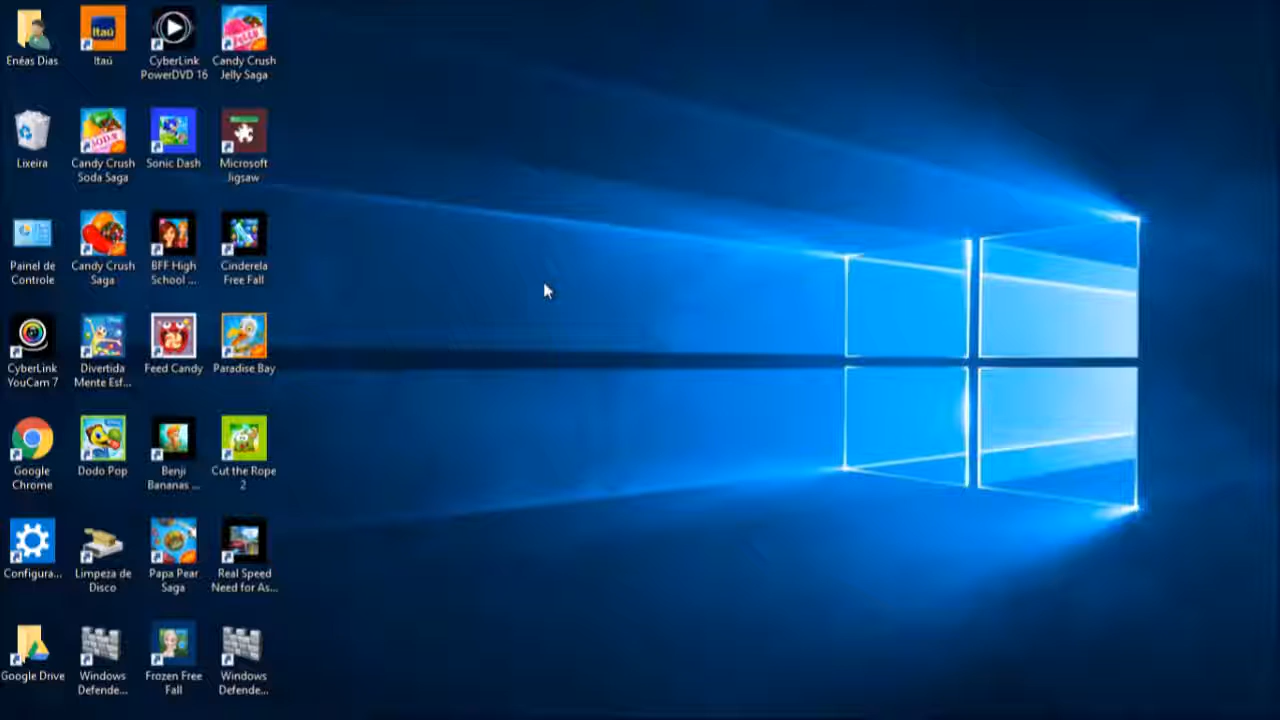 Enéas Dias
Itaú
Itaú
CyberLink
PowerDVD 16
Candy Crush
Jelly Saga
Lixeira
Candy Crush
Soda Saga
Sonic Dash
Microsoft
Jigsaw
Painel de
Controle
Candy Crush
Saga
BFF High
School ...
Cinderela
Free Fall
CyberLink
YouCam 7
Divertida
Mente Esf...
Feed Candy
Paradise Bay
Google
Chrome
Dodo Pop
Benji
Bananas ...
Cut the Rope
2
Configura...
Limpeza de
Disco
Papa Pear
Saga
Real Speed
Need for As...
Google Drive
Windows
Defende...
Frozen Free
Fall
Windows
Defende...